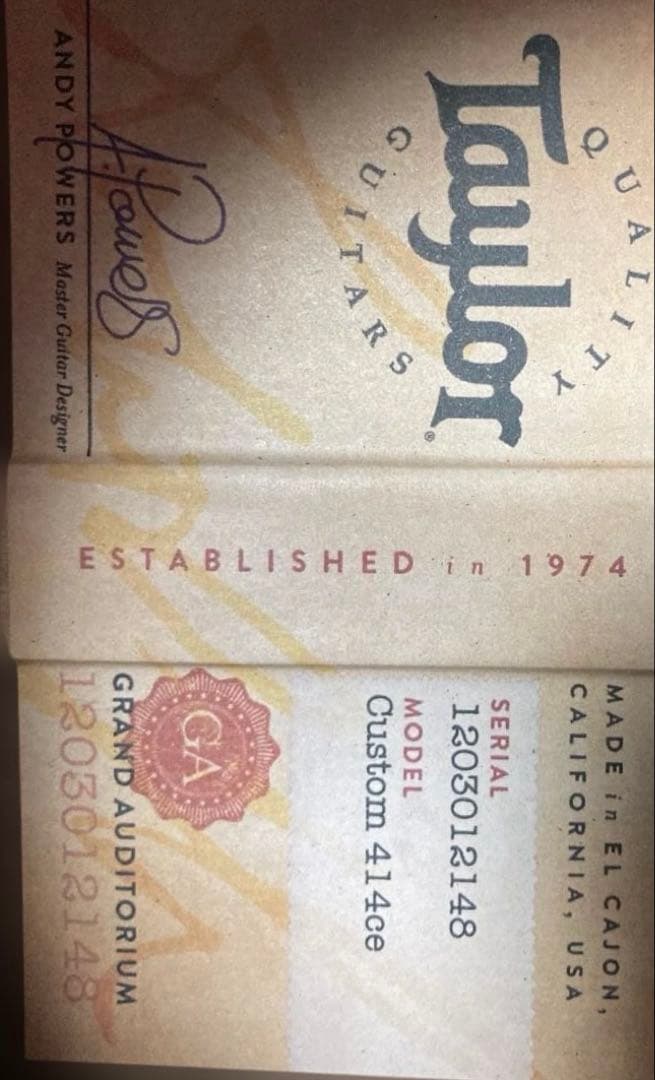 QUALITY
Taylor®
GUITARS
A. Powers
ANDY POWERS Master Guitar Designer
ESTABLISHED in 1974
MADE in EL CAJON,
CALIFORNIA, USA
SERIAL
1203012148
MODEL
Custom 414ce
GA
GRAND AUDITORIUM
1203012148